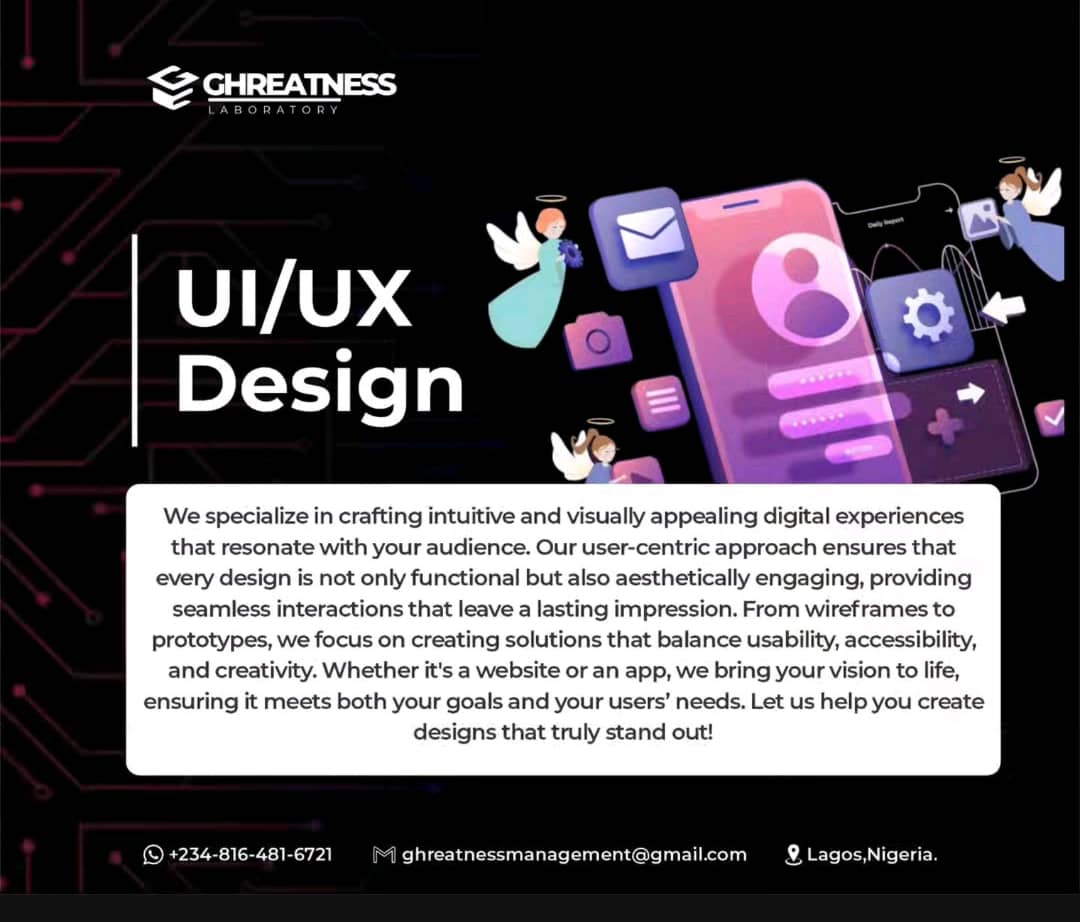 GHREATNESS
LABORATORY
Daily Report
UI/UX
Design
We specialize in crafting intuitive and visually appealing digital experiences
that resonate with your audience. Our user-centric approach ensures that
every design is not only functional but also aesthetically engaging, providing
seamless interactions that leave a lasting impression. From wireframes to
prototypes, we focus on creating solutions that balance usability, accessibility,
and creativity. Whether it's a website or an app, we bring your vision to life,
ensuring it meets both your goals and your users’ needs. Let us help you create
designs that truly stand out!
+234-816-481-6721
ghreatnessmanagement@gmail.com
Lagos,Nigeria.